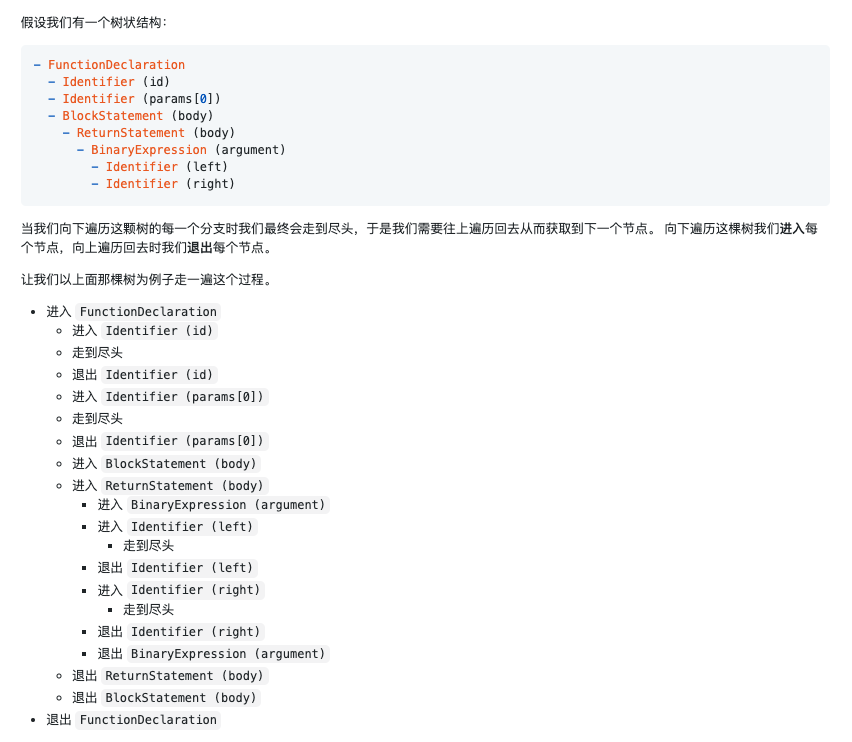 假设我们有一个树状结构：
- FunctionDeclaration
- Identifier (id)
- Identifier (params[0])
- BlockStatement (body)
- ReturnStatement (body)
- BinaryExpression (argument)
- Identifier (left)
- Identifier (right)
当我们向下遍历这颗树的每一个分支时我们最终会走到尽头，于是我们需要往上遍历回去从而获取到下一个节点。 向下遍历这棵树我们进入每
个节点，向上遍历回去时我们退出每个节点。
让我们以上面那棵树为例子走一遍这个过程。
• 进入 FunctionDeclaration
◦ 进入 Identifier (id)
◦ 走到尽头
◦ 退出 Identifier (id)
◦ 进入 Identifier (params[0])
◦ 走到尽头
◦ 退出 Identifier (params[0])
◦ 进入 BlockStatement (body)
◦ 进入 ReturnStatement (body)
▪ 进入 BinaryExpression (argument)
▪ 进入 Identifier (left)
▪ 走到尽头
▪ 退出 Identifier (left)
▪ 进入 Identifier (right)
▪ 走到尽头
▪ 退出 Identifier (right)
▪ 退出 BinaryExpression (argument)
◦ 退出 ReturnStatement (body)
◦ 退出 BlockStatement (body)
• 退出 FunctionDeclaration